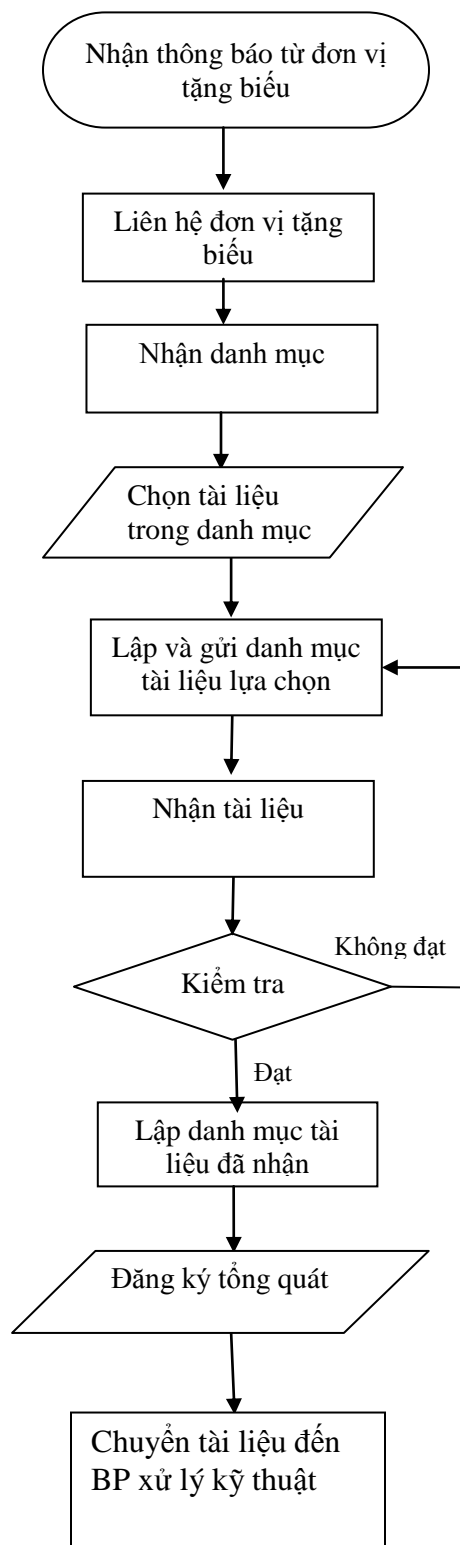 Nhận thông báo từ đơn vị
tặng biếu
Liên hệ đơn vị tặng
biếu
Nhận danh mục
Chọn tài liệu
trong danh mục
Lập và gửi danh mục
tài liệu lựa chọn
Nhận tài liệu
Không đạt
Kiểm tra
Đạt
Lập danh mục tài
liệu đã nhận
Đăng ký tổng quát
Chuyển tài liệu đến
BP xử lý kỹ thuật